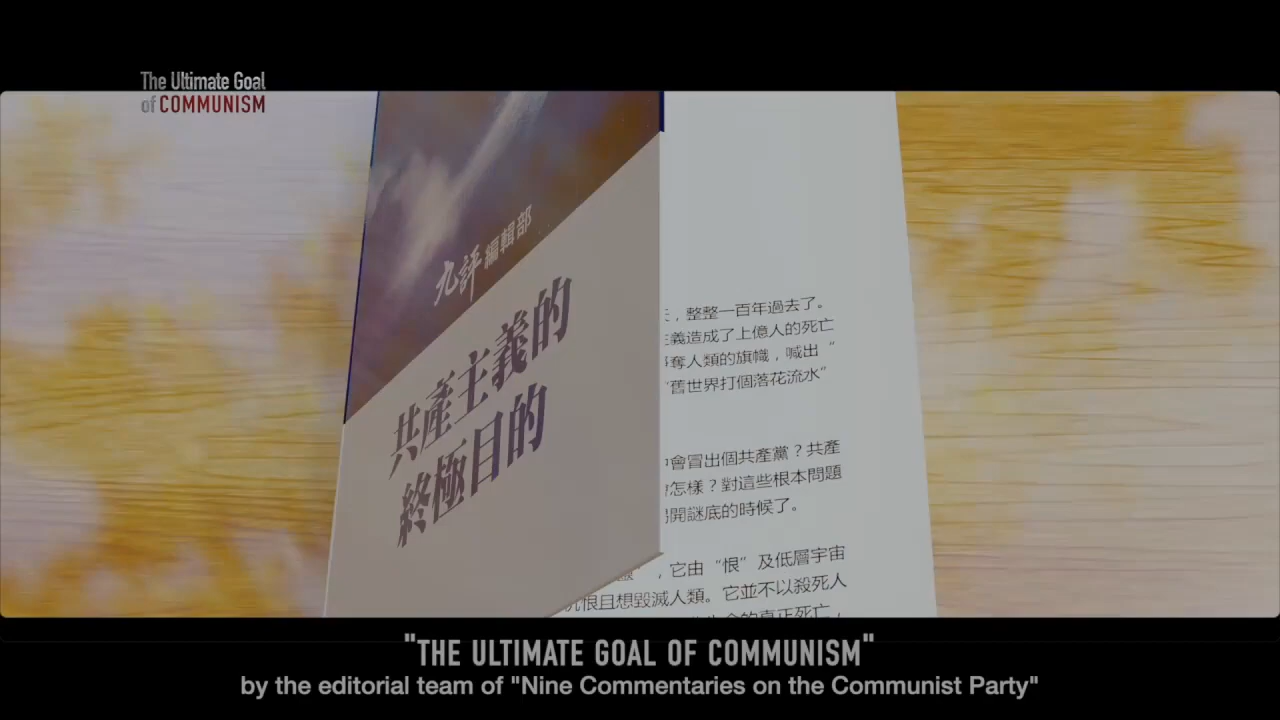 The Ultimate Goal
of COMMUNISM
九評編輯部
共產主義的
終極目的
，整整一百年過去了。
義造成了上億人的死亡
奪人類的旗幟，喊出“
“舊世界打個落花流水”
會冒出個共產黨？共產
怎樣？對這些根本問題
開謎底的時候了。
，它由“恨”及低層宇宙
恨且想毀滅人類。它並不以殺死人
的真正死亡，
"THE ULTIMATE GOAL OF COMMUNISM"
by the editorial team of "Nine Commentaries on the Communist Party"